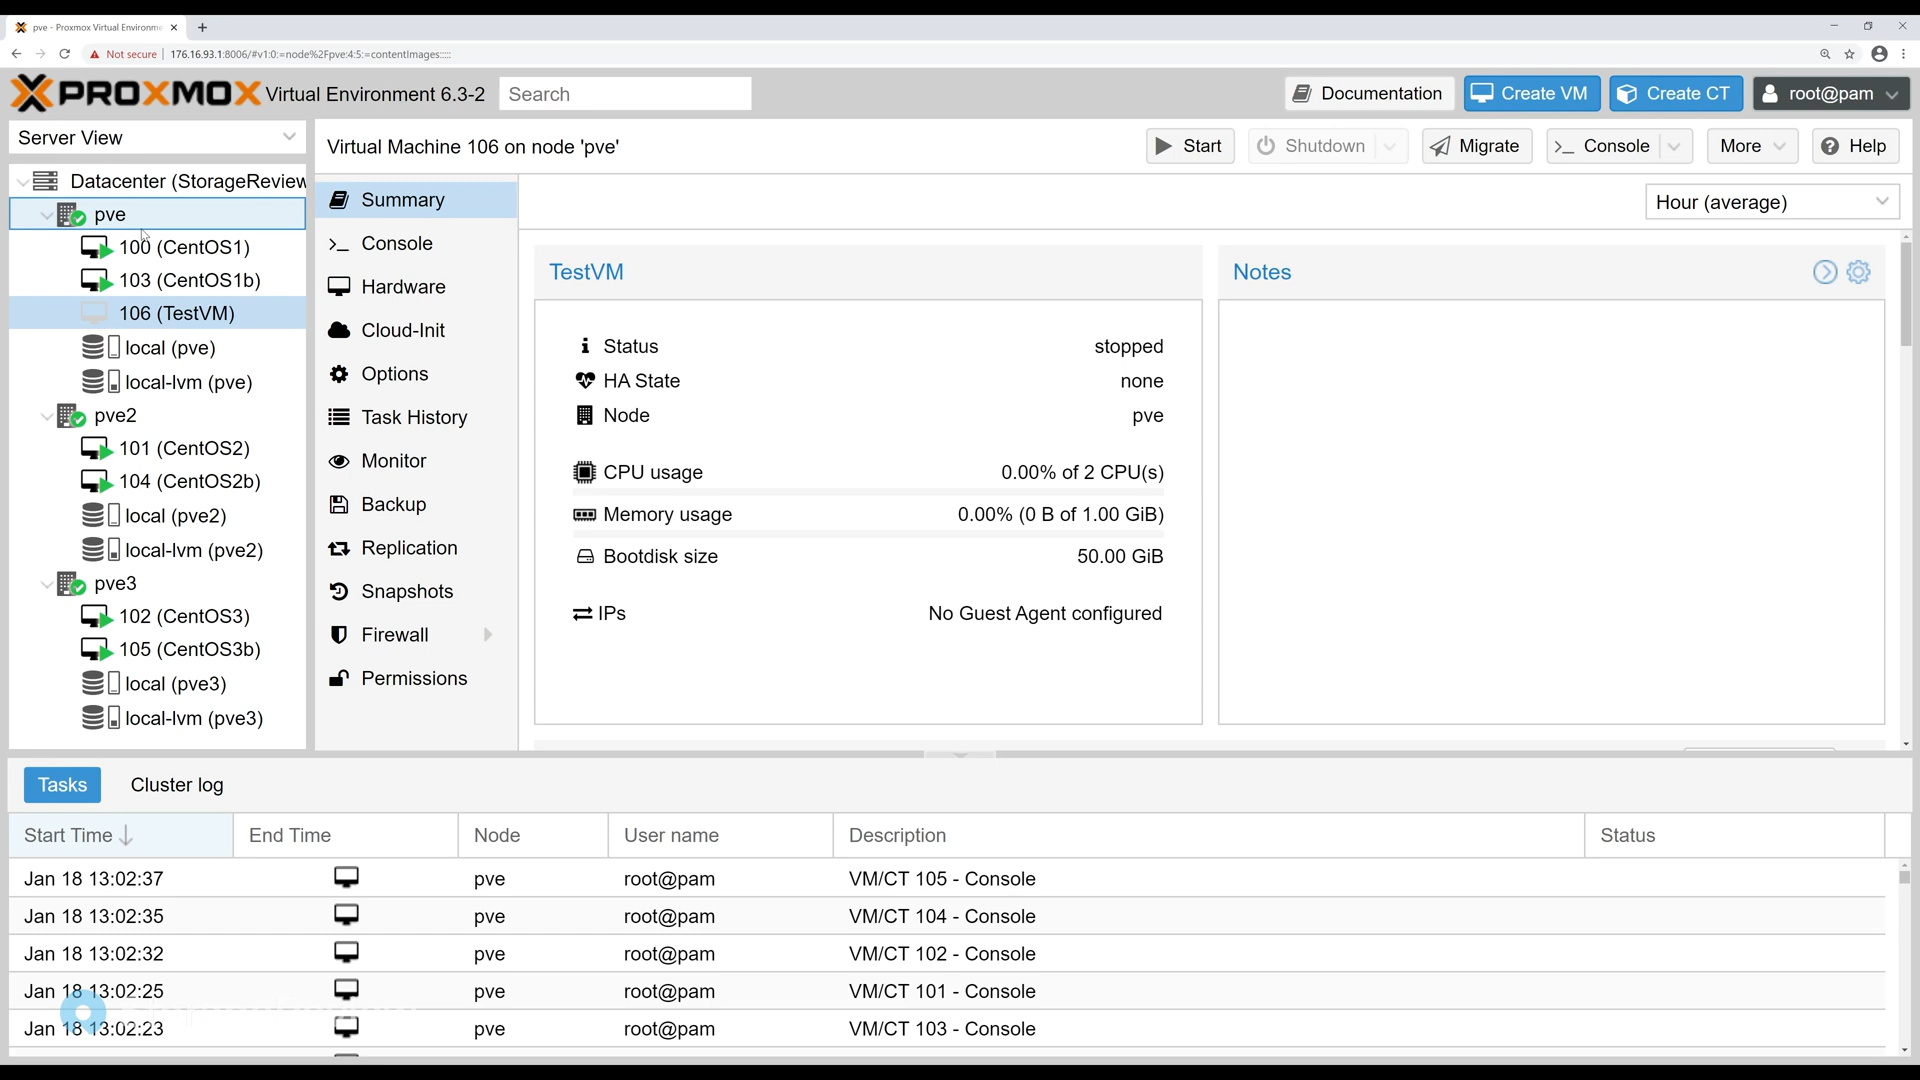 pve - Proxmox Virtual Environme
Not secure
176.16.93.1:8006/#v1:0:=node%2Fpve:4:5:=contentImages:::::
PROXMOX Virtual Environment 6.3-2
Search
Documentation
Create VM
Create CT
root@pam
Server View
Virtual Machine 106 on node 'pve'
Start
Shutdown
Migrate
Console
More
Help
Datacenter (StorageReview
pve
100 (CentOS1)
103 (CentOS1b)
106 (TestVM)
local (pve)
local-lvm (pve)
pve2
101 (CentOS2)
104 (CentOS2b)
local (pve2)
local-lvm (pve2)
pve3
102 (CentOS3)
105 (CentOS3b)
local (pve3)
local-lvm (pve3)
Summary
Console
Hardware
Cloud-Init
Options
Task History
Monitor
Backup
Replication
Snapshots
Firewall
Permissions
Hour (average)
TestVM
Status stopped
HA State none
Node pve
CPU usage 0.00% of 2 CPU(s)
Memory usage 0.00% (0 B of 1.00 GiB)
Bootdisk size 50.00 GiB
IPs No Guest Agent configured
Notes
Tasks
Cluster log
Start Time End Time Node User name Description Status
Jan 18 13:02:37 pve root@pam VM/CT 105 - Console
Jan 18 13:02:35 pve root@pam VM/CT 104 - Console
Jan 18 13:02:32 pve root@pam VM/CT 102 - Console
Jan 18 13:02:25 pve root@pam VM/CT 101 - Console
Jan 18 13:02:23 pve root@pam VM/CT 103 - Console